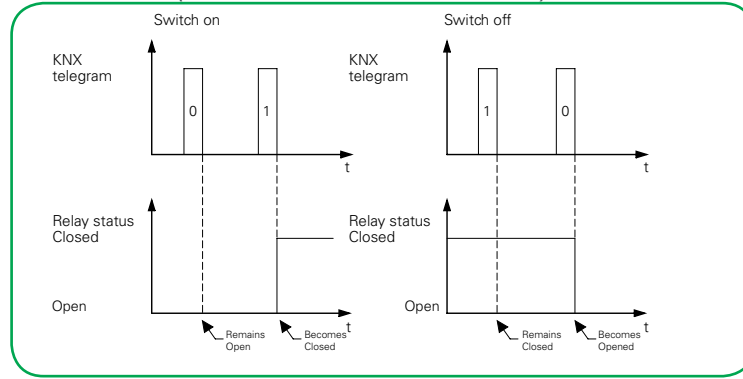 Switch on
KNX
telegram
0
1
t
Relay status
Closed
Open
Remains
Open
Becomes
Closed
t
Switch off
KNX
telegram
1
0
t
Relay status
Closed
Open
Remains
Closed
Becomes
Opened
t